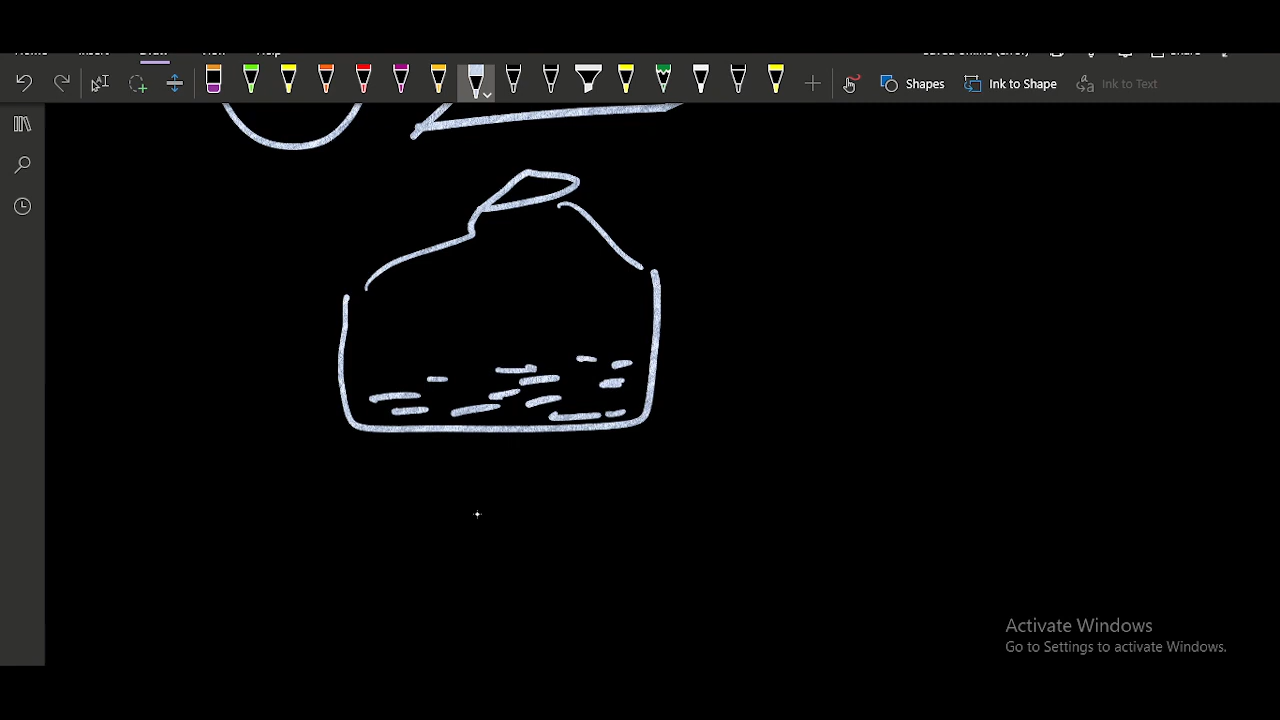 Shapes
Ink to Shape
Ink to Text
Activate Windows
Go to Settings to activate Windows.